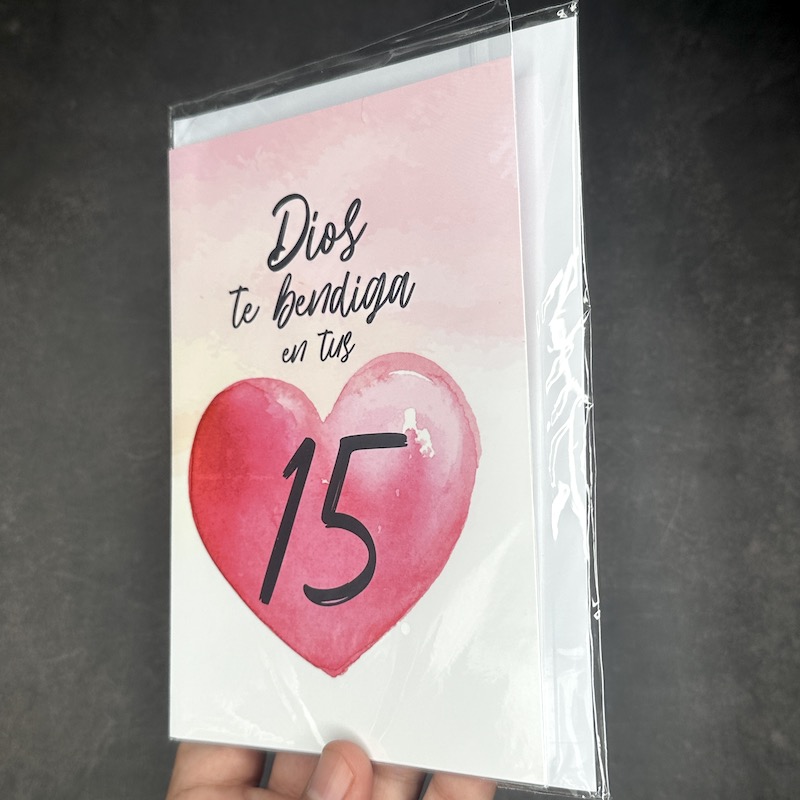 Dios
te bendiga
en tus
15